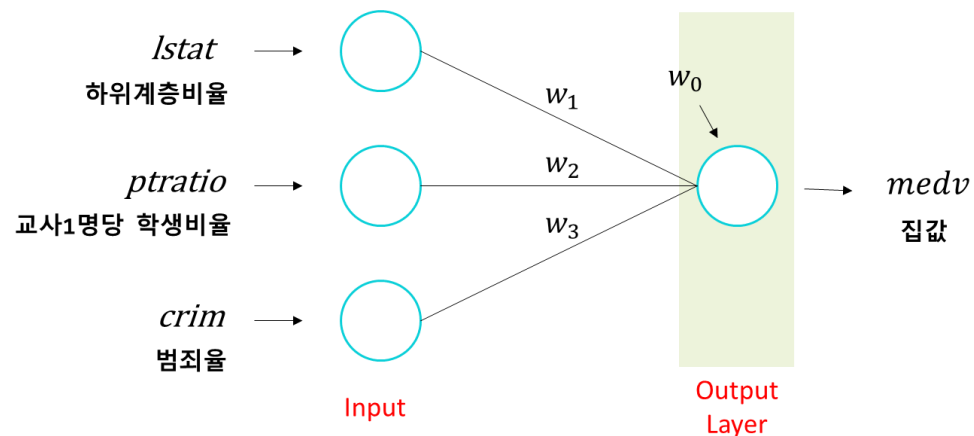 lstat
하위계층비율
w₁
w₀
ptratio
교사1명당 학생비율
w₂
medv
집값
w₃
crim
범죄율
Input
Output
Layer